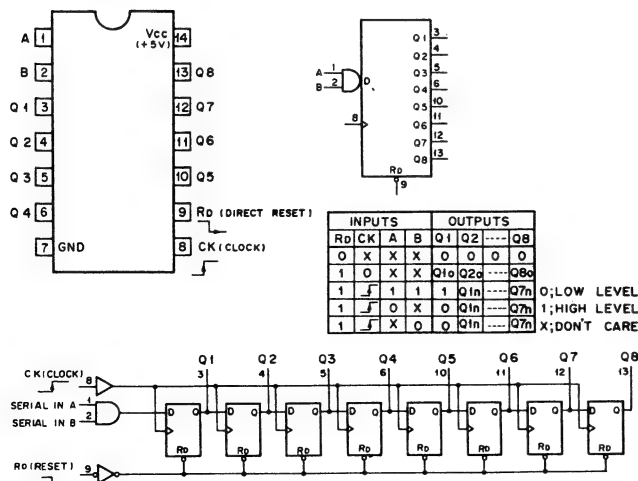 A 1
Vcc 14
(+5V)
B 2
13 Q8
Q1 3
12 Q7
Q2 4
11 Q6
Q3 5
10 Q5
Q4 6
9 RD (DIRECT RESET)
7 GND
8 CK(CLOCK)
A 1
B 2
D
8
Q1 3
Q2 4
Q3 5
Q4 6
Q5 10
Q6 11
Q7 12
Q8 13
RD
9
INPUTS OUTPUTS
RD CK A B Q1 Q2 ---- Q8
0 X X X 0 0 0 0
1 0 X X Q1o Q2o ---- Q8o
1 1 1 1 Q1n ---- Q7n 0;LOW LEVEL
1 0 X 0 Q1n ---- Q7n 1;HIGH LEVEL
1 X 0 0 Q1n ---- Q7n X;DON'T CARE
CK(CLOCK) 8
Q1 Q2 Q3 Q4 Q5 Q6 Q7 Q8
3 4 5 6 10 11 12 13
SERIAL IN A 1
SERIAL IN B 2
D Q D Q D Q D Q D Q D Q D Q D Q
RD RD RD RD RD RD RD RD
RD(RESET) 9